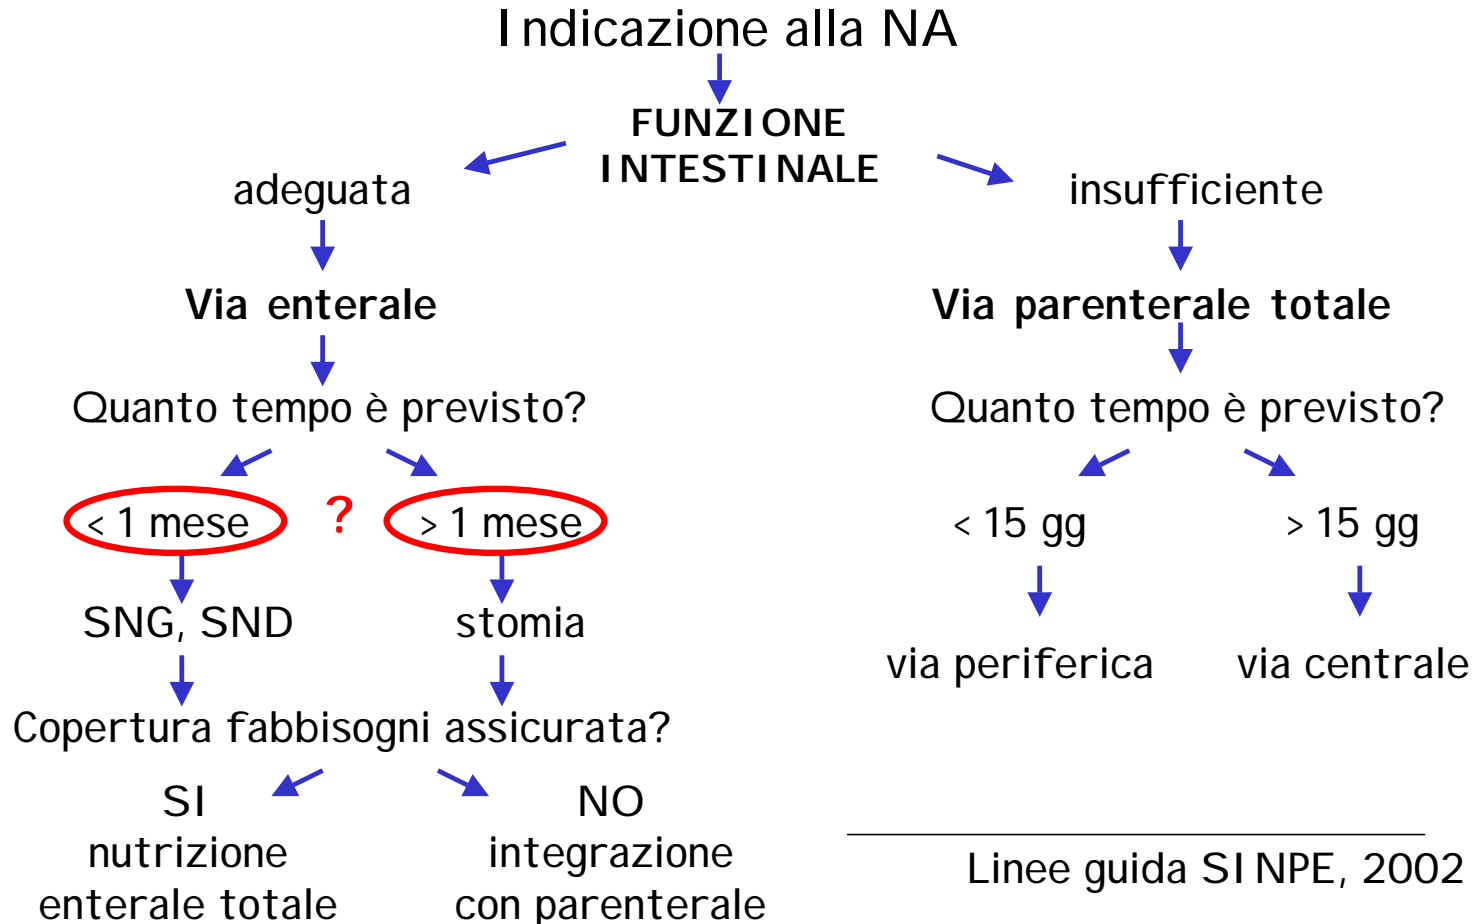 Indicazione alla NA
FUNZIONE
INTESTINALE
adeguata
insufficiente
Via enterale
Via parenterale totale
Quanto tempo è previsto?
Quanto tempo è previsto?
< 1 mese
?
> 1 mese
< 15 gg
> 15 gg
SNG, SND
stomia
via periferica
via centrale
Copertura fabbisogni assicurata?
SI
NO
nutrizione
enterale totale
integrazione
con parenterale
Linee guida SINPE, 2002